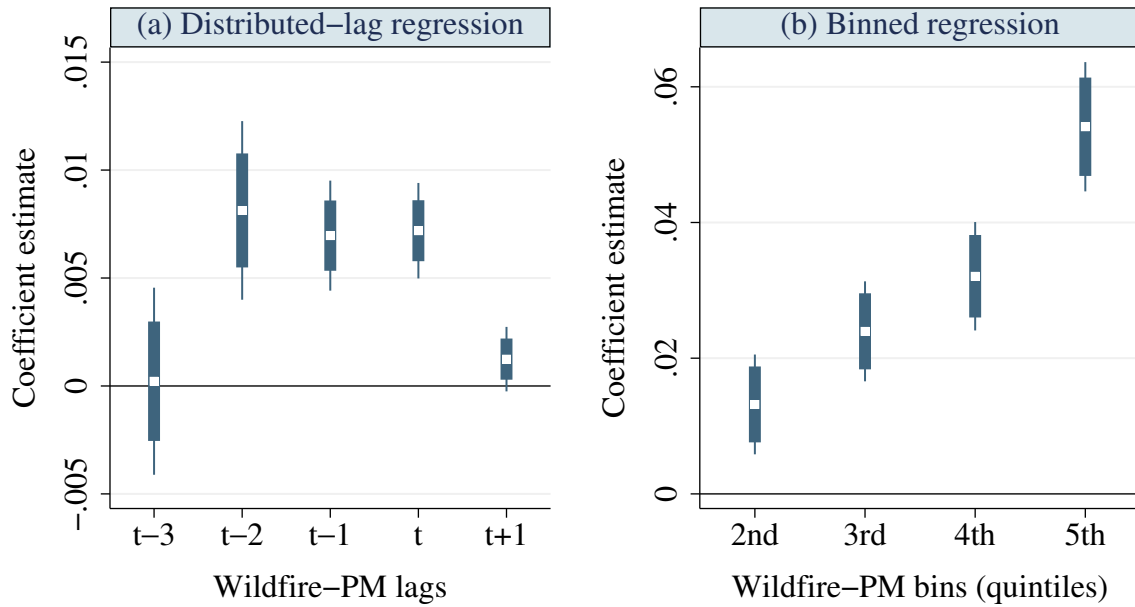 (a) Distributed−lag regression
.015
.01
.005
0
−.005
Coefficient estimate
t−3 t−2 t−1 t t+1
Wildfire−PM lags
(b) Binned regression
.06
.04
.02
0
Coefficient estimate
2nd 3rd 4th 5th
Wildfire−PM bins (quintiles)